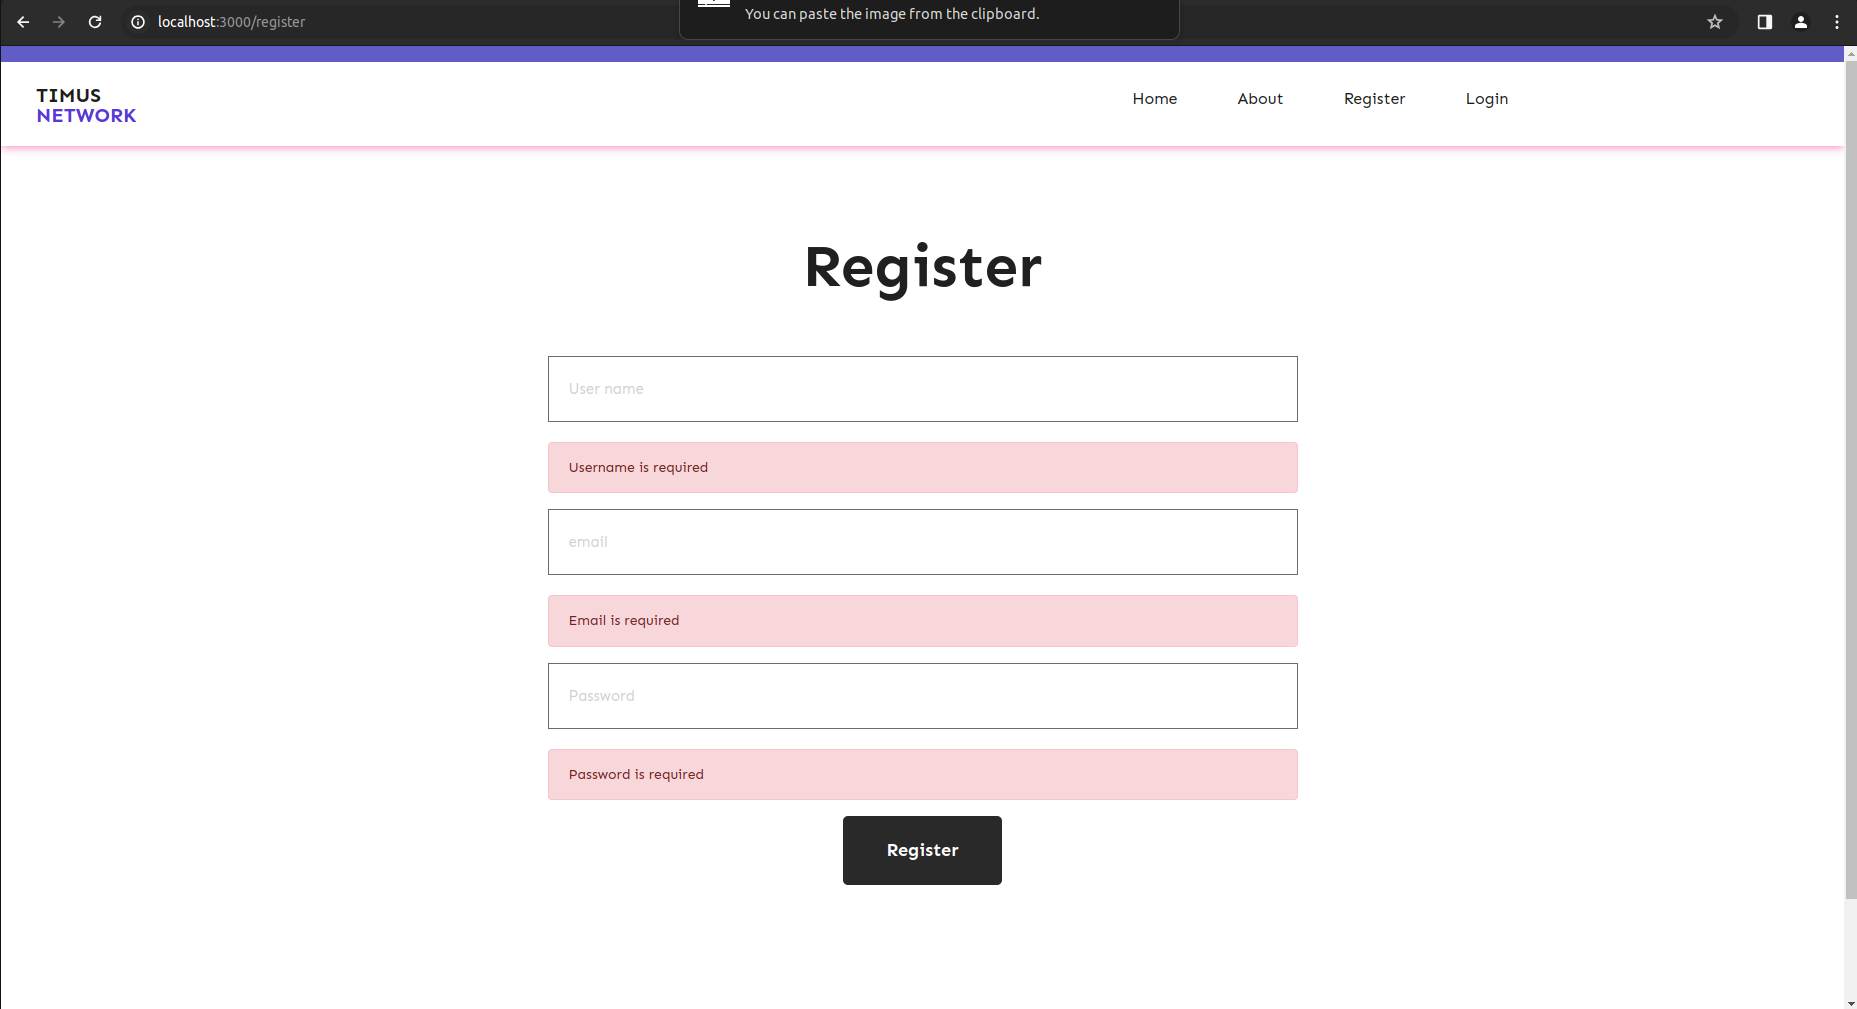 localhost:3000/register
You can paste the image from the clipboard.
TIMUS
NETWORK
Home About Register Login
Register
User name
Username is required
email
Email is required
Password
Password is required
Register